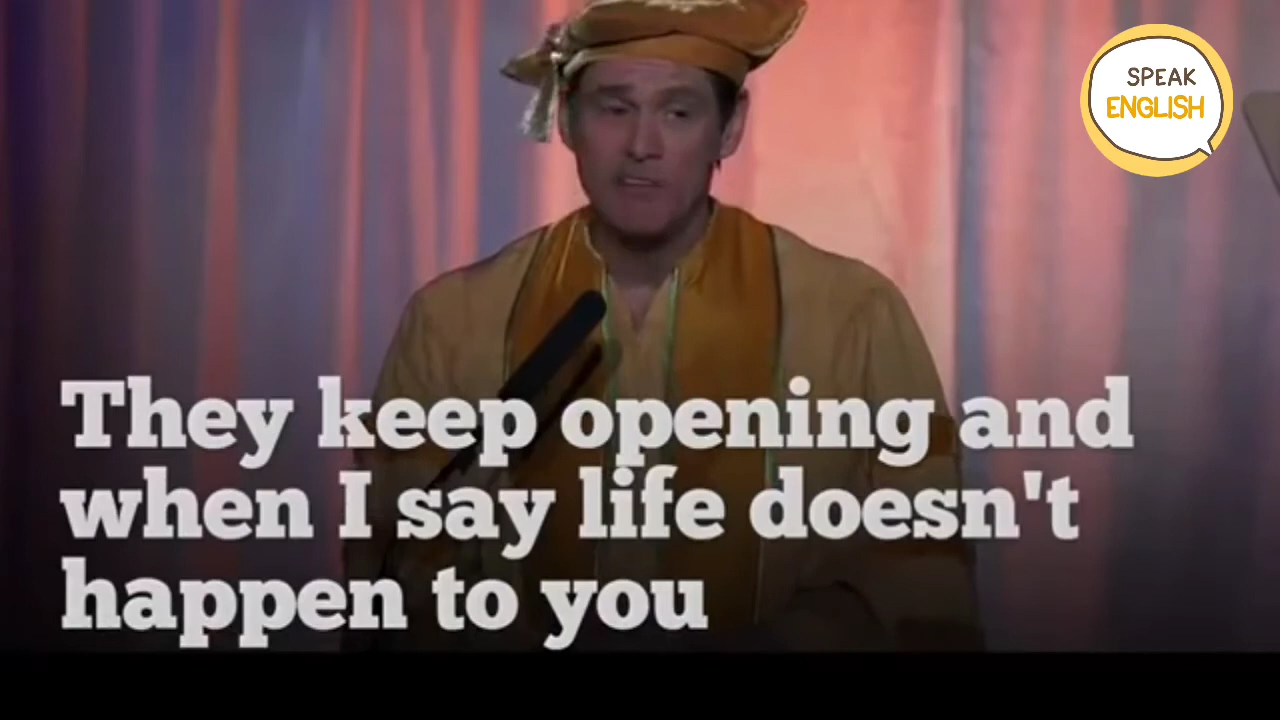 SPEAK
ENGLISH
They keep opening and
when I say life doesn't
happen to you